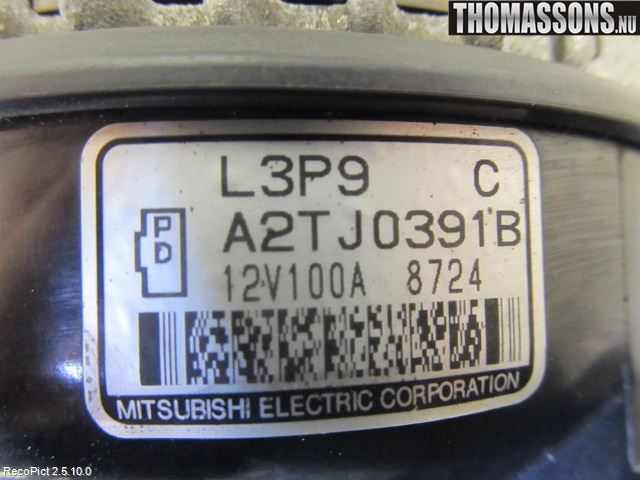 THOMASSONS.NU
L3P9 C
PD
A2TJ0391B
12V100A 8724
MITSUBISHI ELECTRIC CORPORATION
RecoPict 2.5.10.0